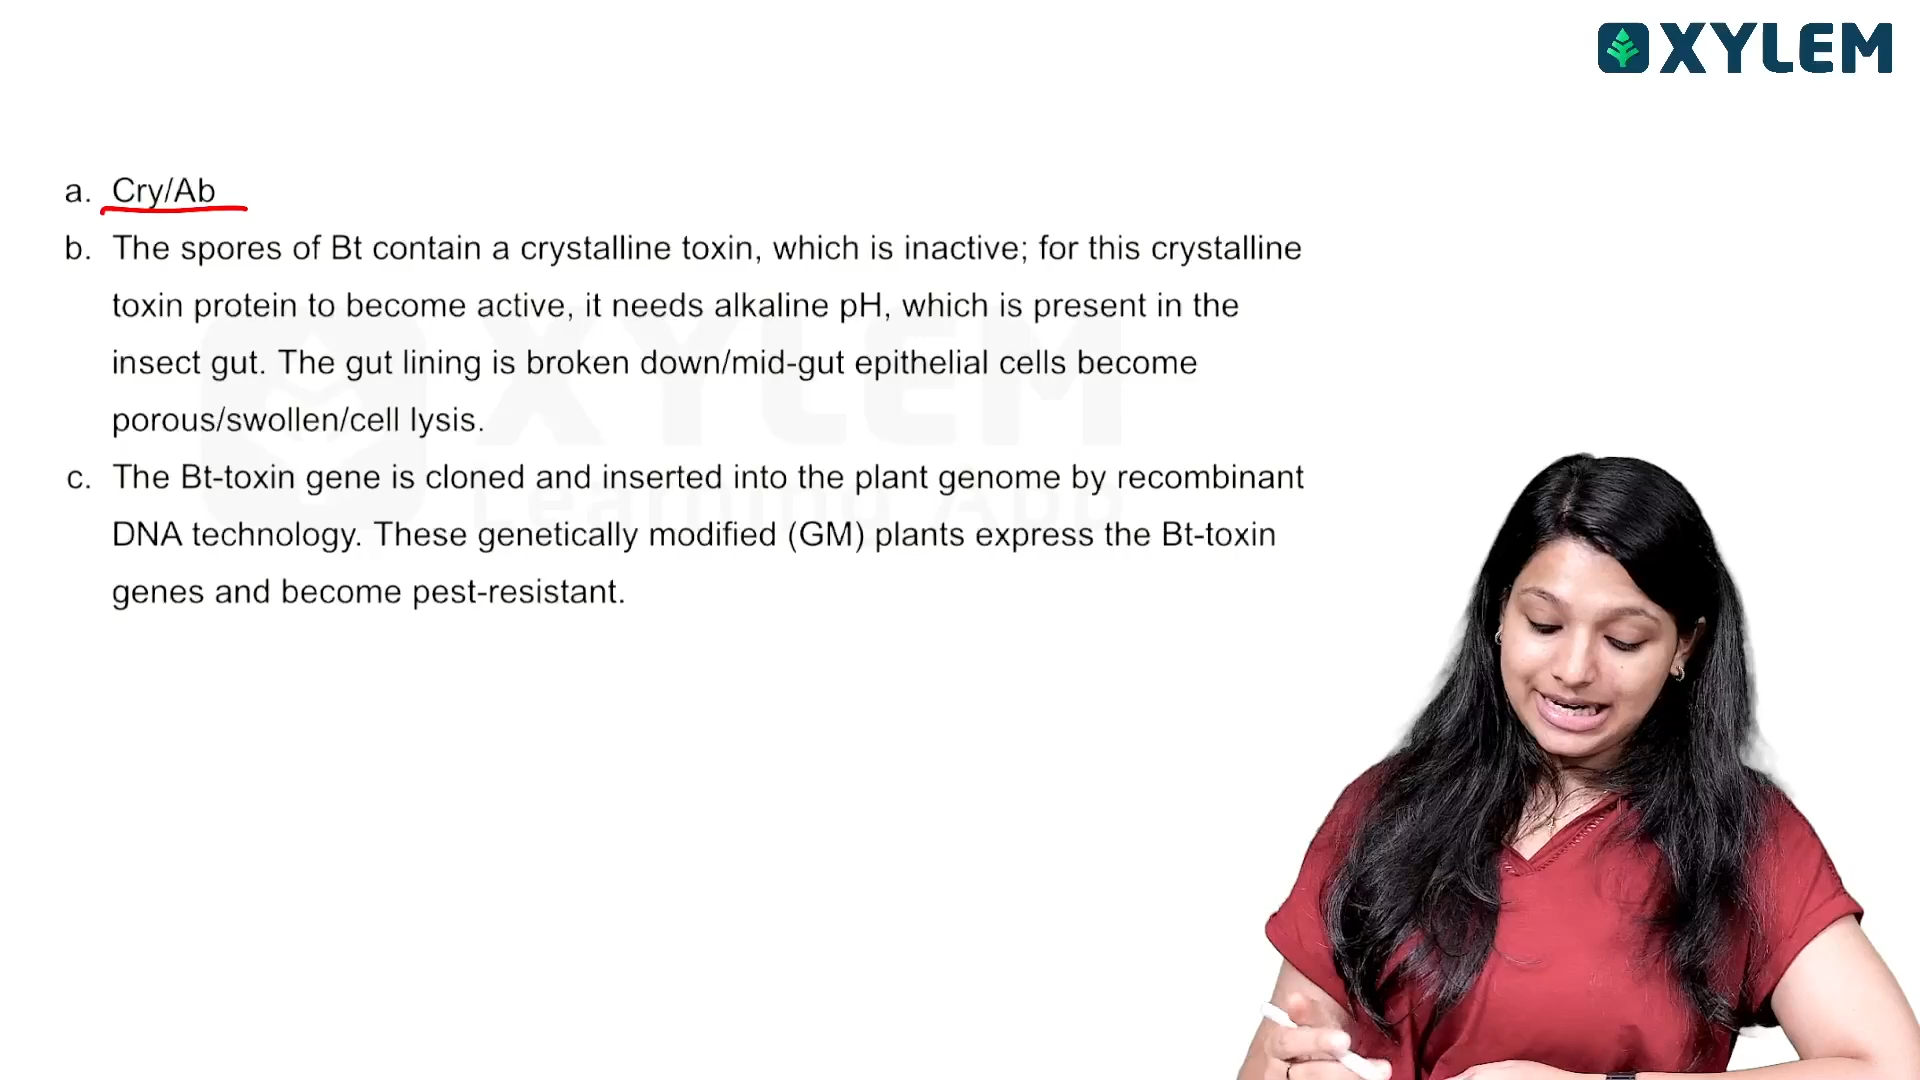 XYLEM
a. Cry/Ab
b. The spores of Bt contain a crystalline toxin, which is inactive; for this crystalline
toxin protein to become active, it needs alkaline pH, which is present in the
insect gut. The gut lining is broken down/mid-gut epithelial cells become
porous/swollen/cell lysis.
c. The Bt-toxin gene is cloned and inserted into the plant genome by recombinant
DNA technology. These genetically modified (GM) plants express the Bt-toxin
genes and become pest-resistant.
XYLEM
Learning App